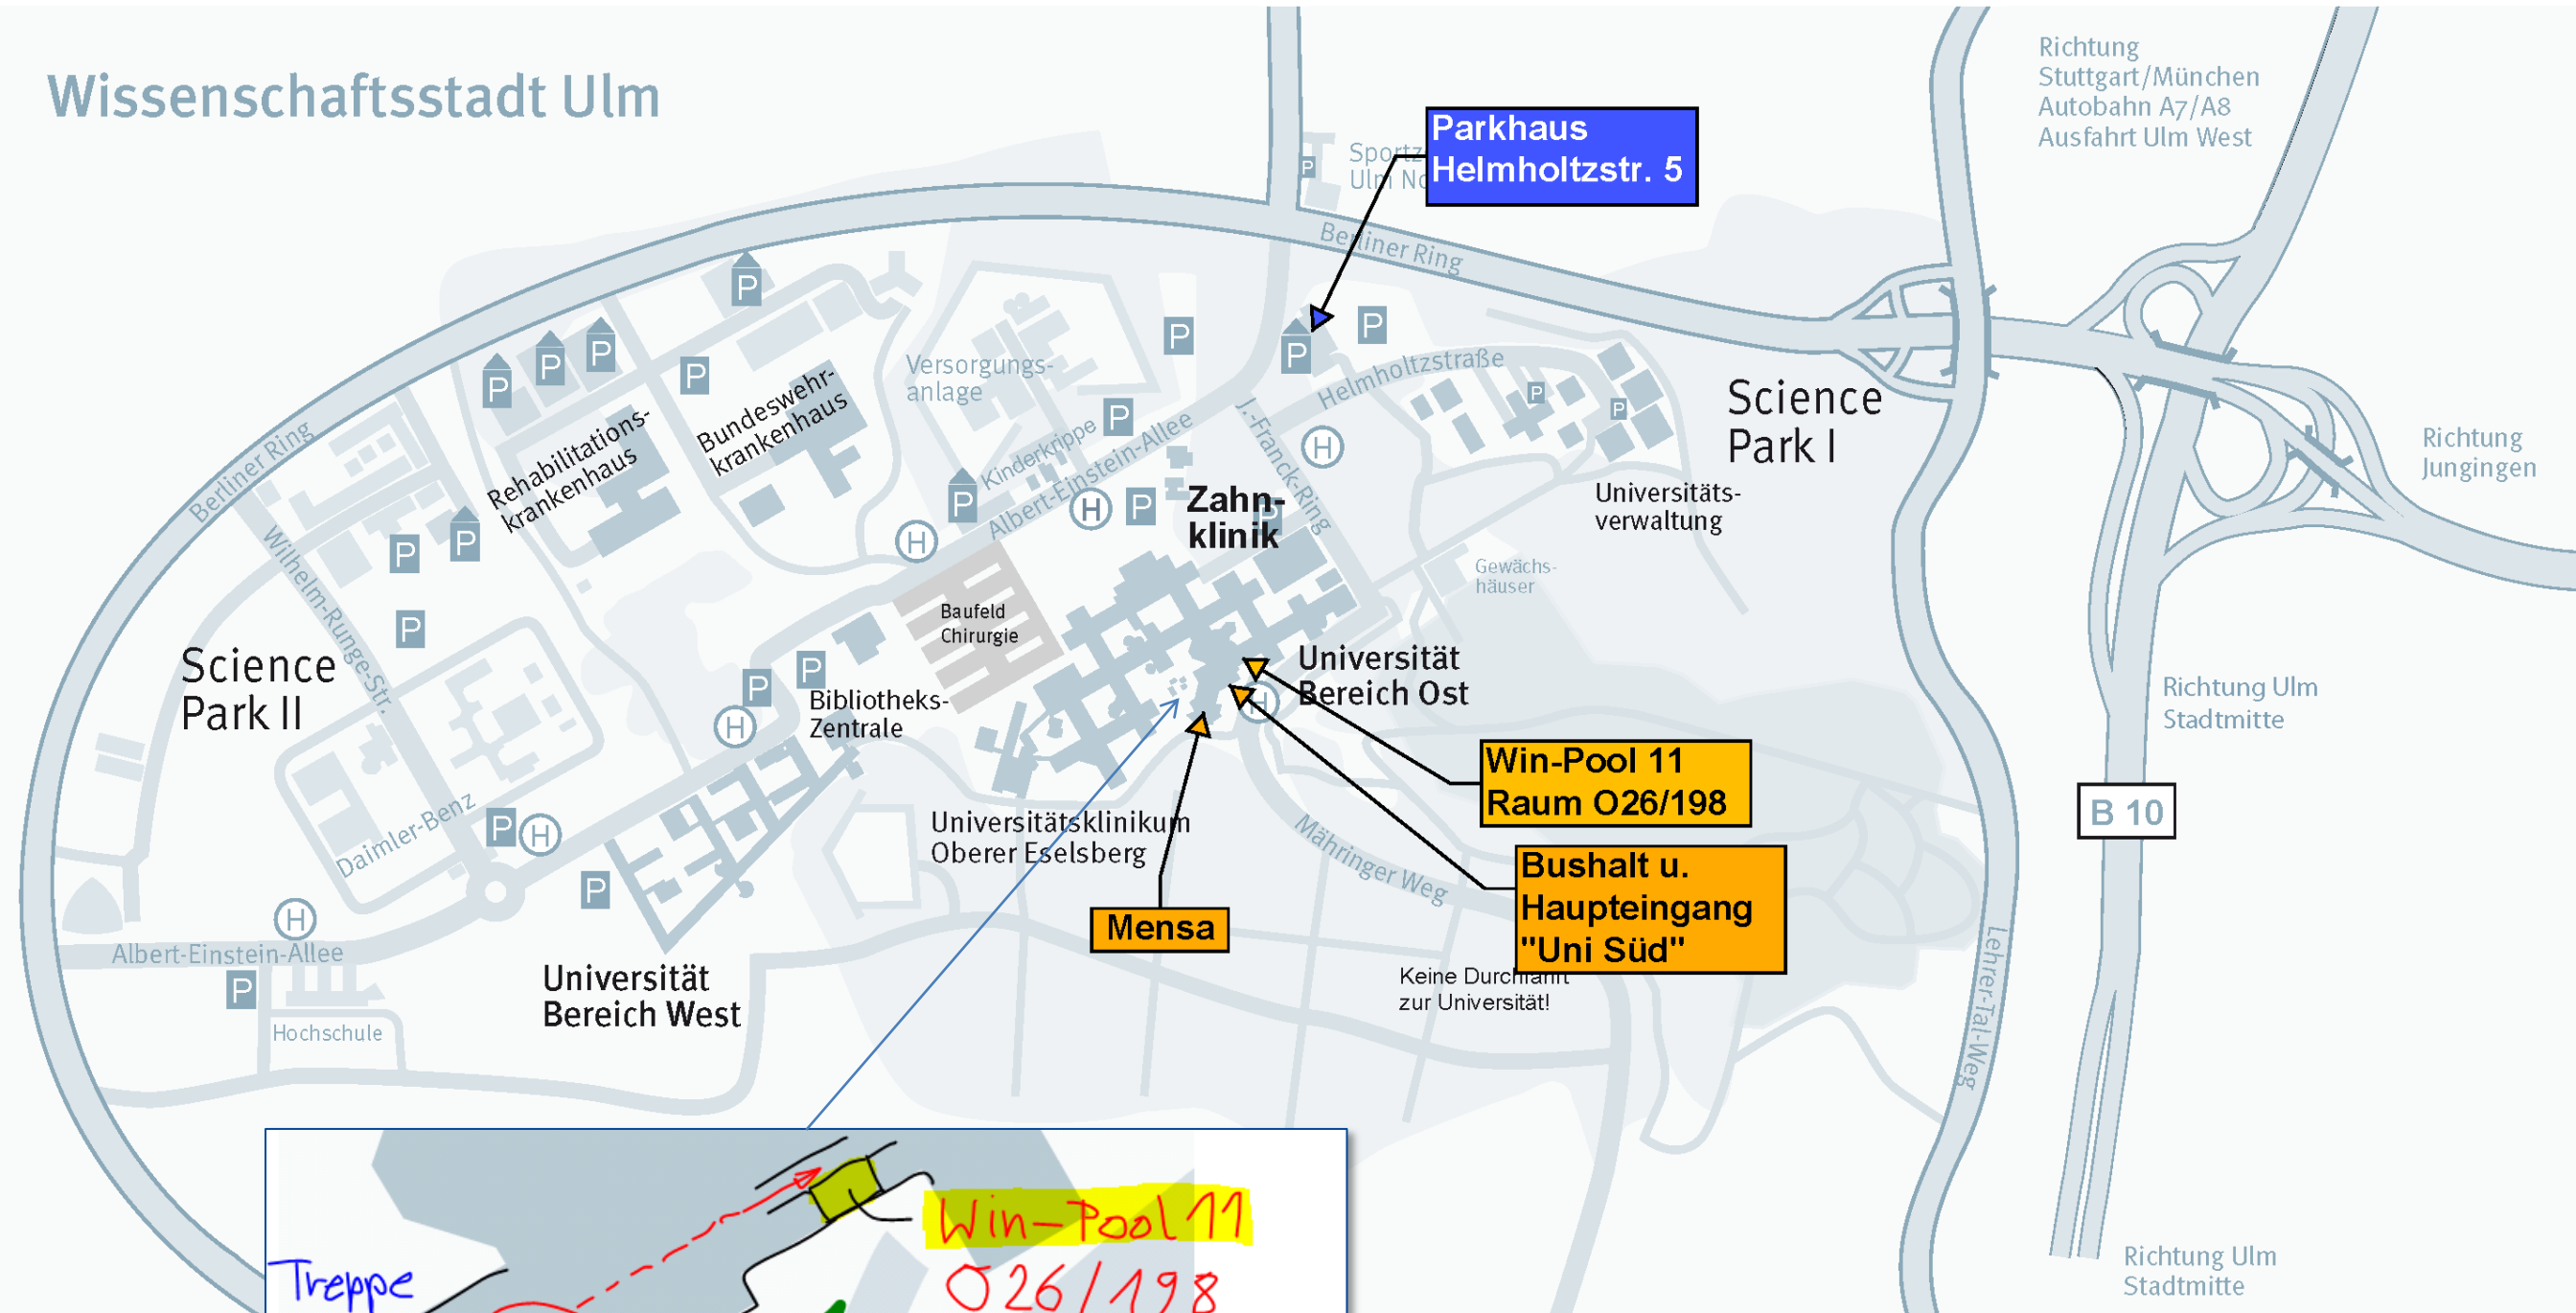 Wissenschaftsstadt Ulm
Richtung
Stuttgart/München
Autobahn A7/A8
Ausfahrt Ulm West
Parkhaus
Helmholtzstr. 5
P
Berliner Ring
P
P
P
P
P
P
P
P
P
Versorgungs-
anlage
Helmholtzstraße
P
P
Science
Park I
Bundeswehr-
krankenhaus
Rehabilitations-
krankenhaus
Kinderkrippe
P
Albert-Einstein-Allee
J.-Franck-Ring
H
Richtung
Jungingen
Berliner Ring
P
H
P
Zahn-
klinik
P
Universitäts-
verwaltung
H
P
P
Wilhelm-Runge-Str.
Gewächs-
häuser
Baufeld
Chirurgie
P
Science
Park II
P
P
H
Bibliotheks-
Zentrale
Universität
Bereich Ost
H
Richtung Ulm
Stadtmitte
Win-Pool 11
Raum O26/198
B 10
Daimler-Benz
P
H
Universitätsklinikum
Oberer Eselsberg
Mähringer Weg
Bushalt u.
Haupteingang
"Uni Süd"
P
H
Mensa
Albert-Einstein-Allee
P
Universität
Bereich West
Keine Durchfahrt
zur Universität!
Lehrer-Tal-Weg
Hochschule
Win-Pool 11
O26/198
Treppe
Richtung Ulm
Stadtmitte